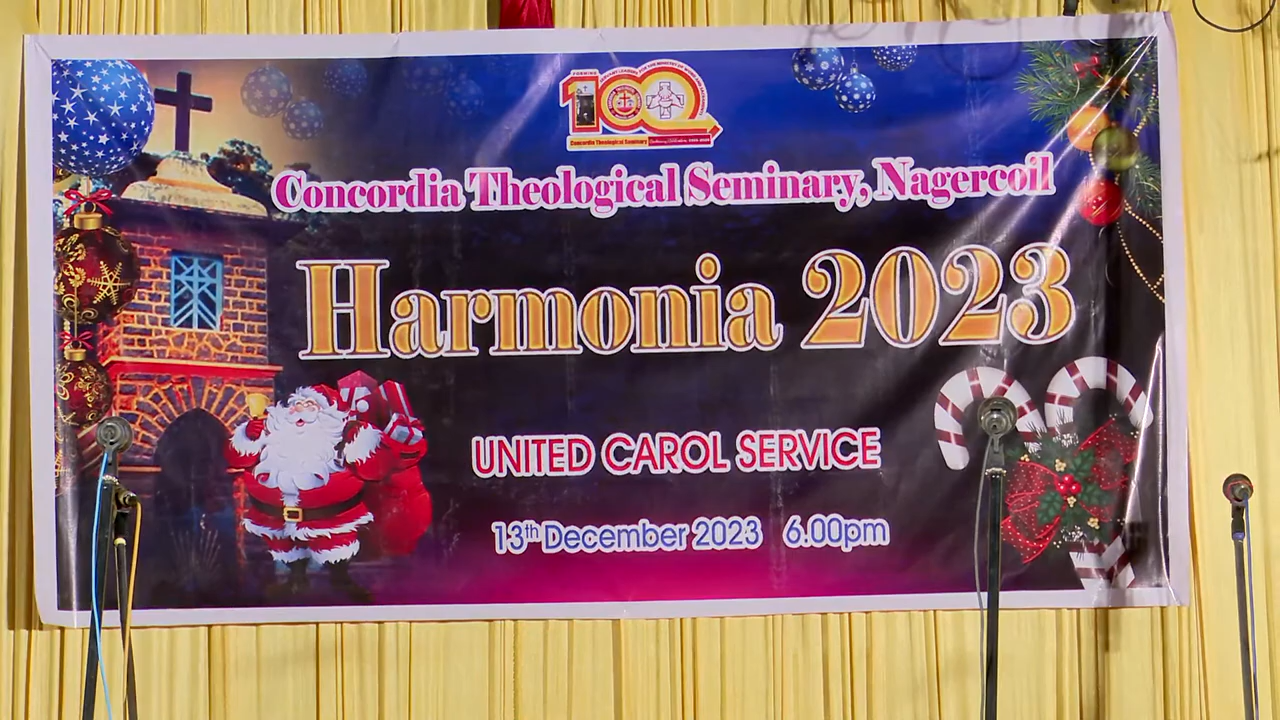 100
Concordia Theological Seminary
Concordia Theological Seminary, Nagercoil
Harmonia 2023
UNITED CAROL SERVICE
13th December 2023 6.00pm